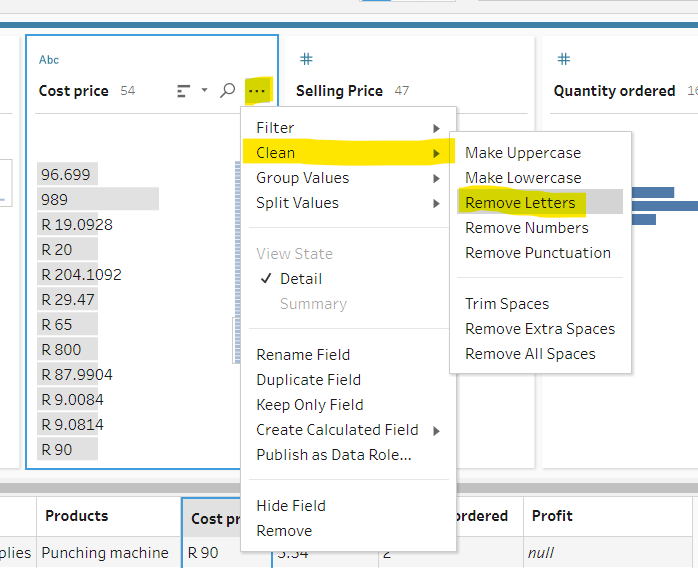 Abc
Cost price 54
Selling Price 47
Quantity ordered
96.699
989
R 19.0928
R 20
R 204.1092
R 29.47
R 65
R 800
R 87.9904
R 9.0084
R 9.0814
R 90
Filter
Clean
Group Values
Split Values
View State
✓ Detail
Summary
Rename Field
Duplicate Field
Keep Only Field
Create Calculated Field
Publish as Data Role...
Hide Field
Remove
Make Uppercase
Make Lowercase
Remove Letters
Remove Numbers
Remove Punctuation
Trim Spaces
Remove Extra Spaces
Remove All Spaces
Products Cost pr ordered Profit
plies Punching machine R 90 2 null